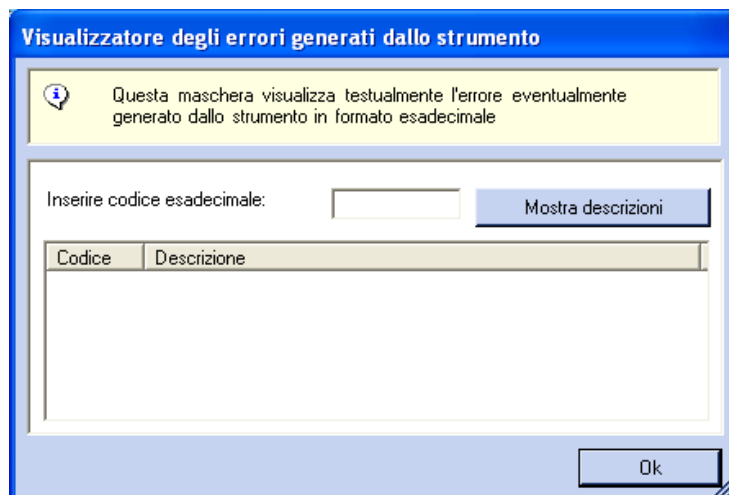 Visualizzatore degli errori generati dallo strumento
Questa maschera visualizza testualmente l'errore eventualmente
generato dallo strumento in formato esadecimale
Inserire codice esadecimale:
Mostra descrizioni
Codice Descrizione
Ok